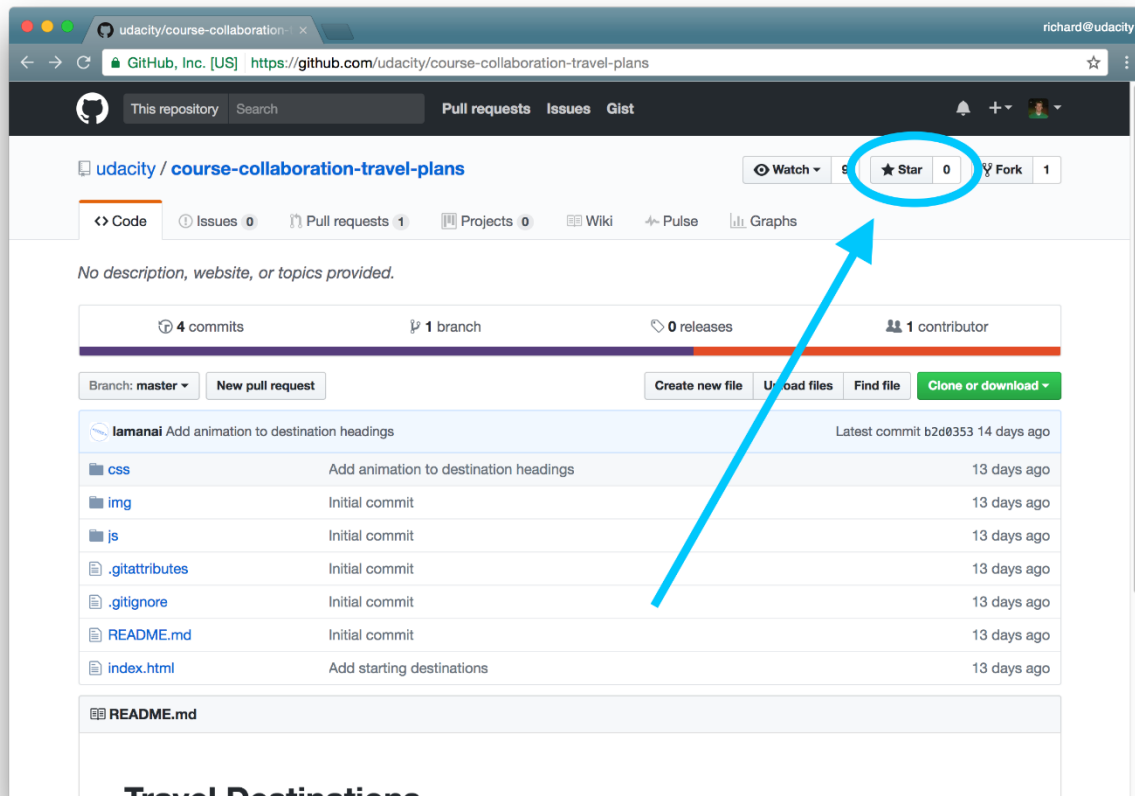 udacity/course-collaboration-
richard@udacity
GitHub, Inc. [US] https://github.com/udacity/course-collaboration-travel-plans
This repository Search Pull requests Issues Gist
udacity / course-collaboration-travel-plans Watch Star 0 Fork 1
Code Issues 0 Pull requests 1 Projects 0 Wiki Pulse Graphs
No description, website, or topics provided.
4 commits 1 branch 0 releases 1 contributor
Branch: master New pull request Create new file Upload files Find file Clone or download
lamanai Add animation to destination headings Latest commit b2d0353 14 days ago
css Add animation to destination headings 13 days ago
img Initial commit 13 days ago
js Initial commit 13 days ago
.gitattributes Initial commit 13 days ago
.gitignore Initial commit 13 days ago
README.md Initial commit 13 days ago
index.html Add starting destinations 13 days ago
README.md
Travel Destinations